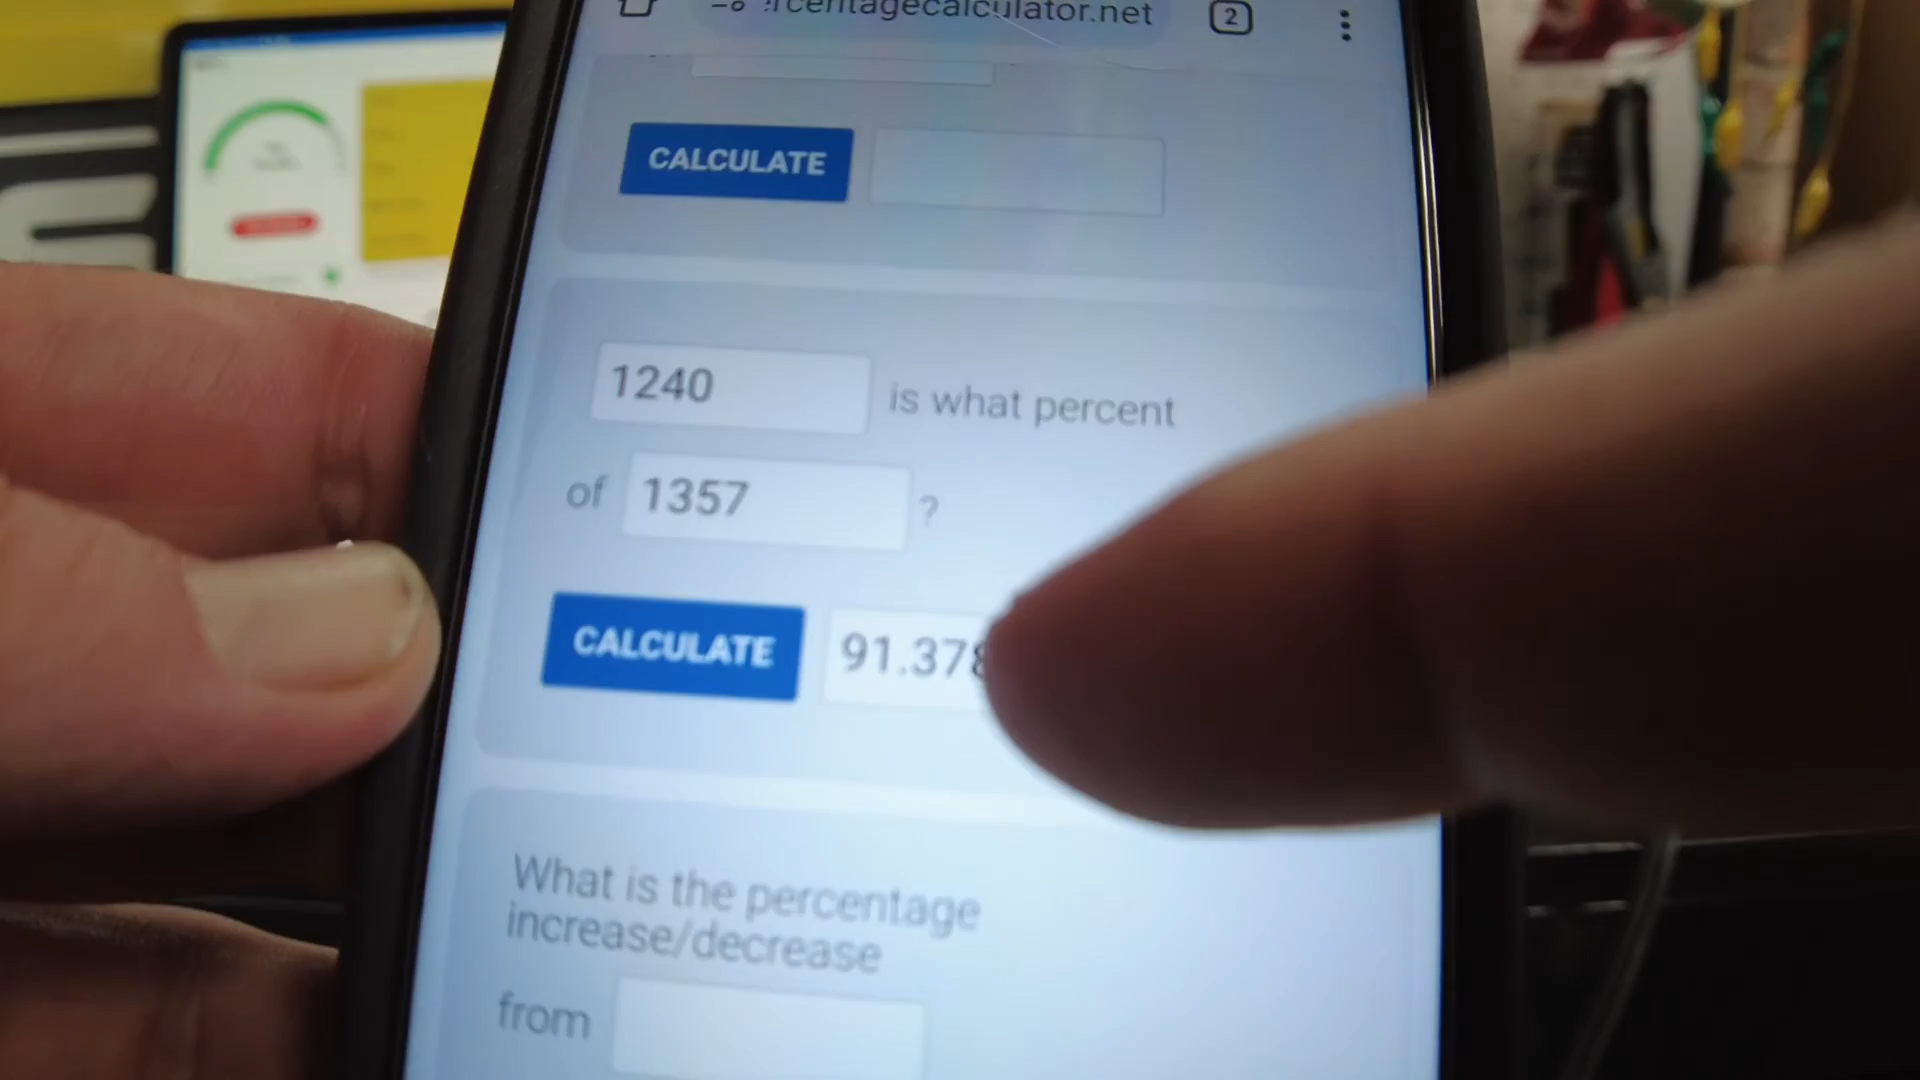 rcentagecalculator.net
2
CALCULATE
1240 is what percent
of 1357 ?
CALCULATE 91.378
What is the percentage
increase/decrease
from